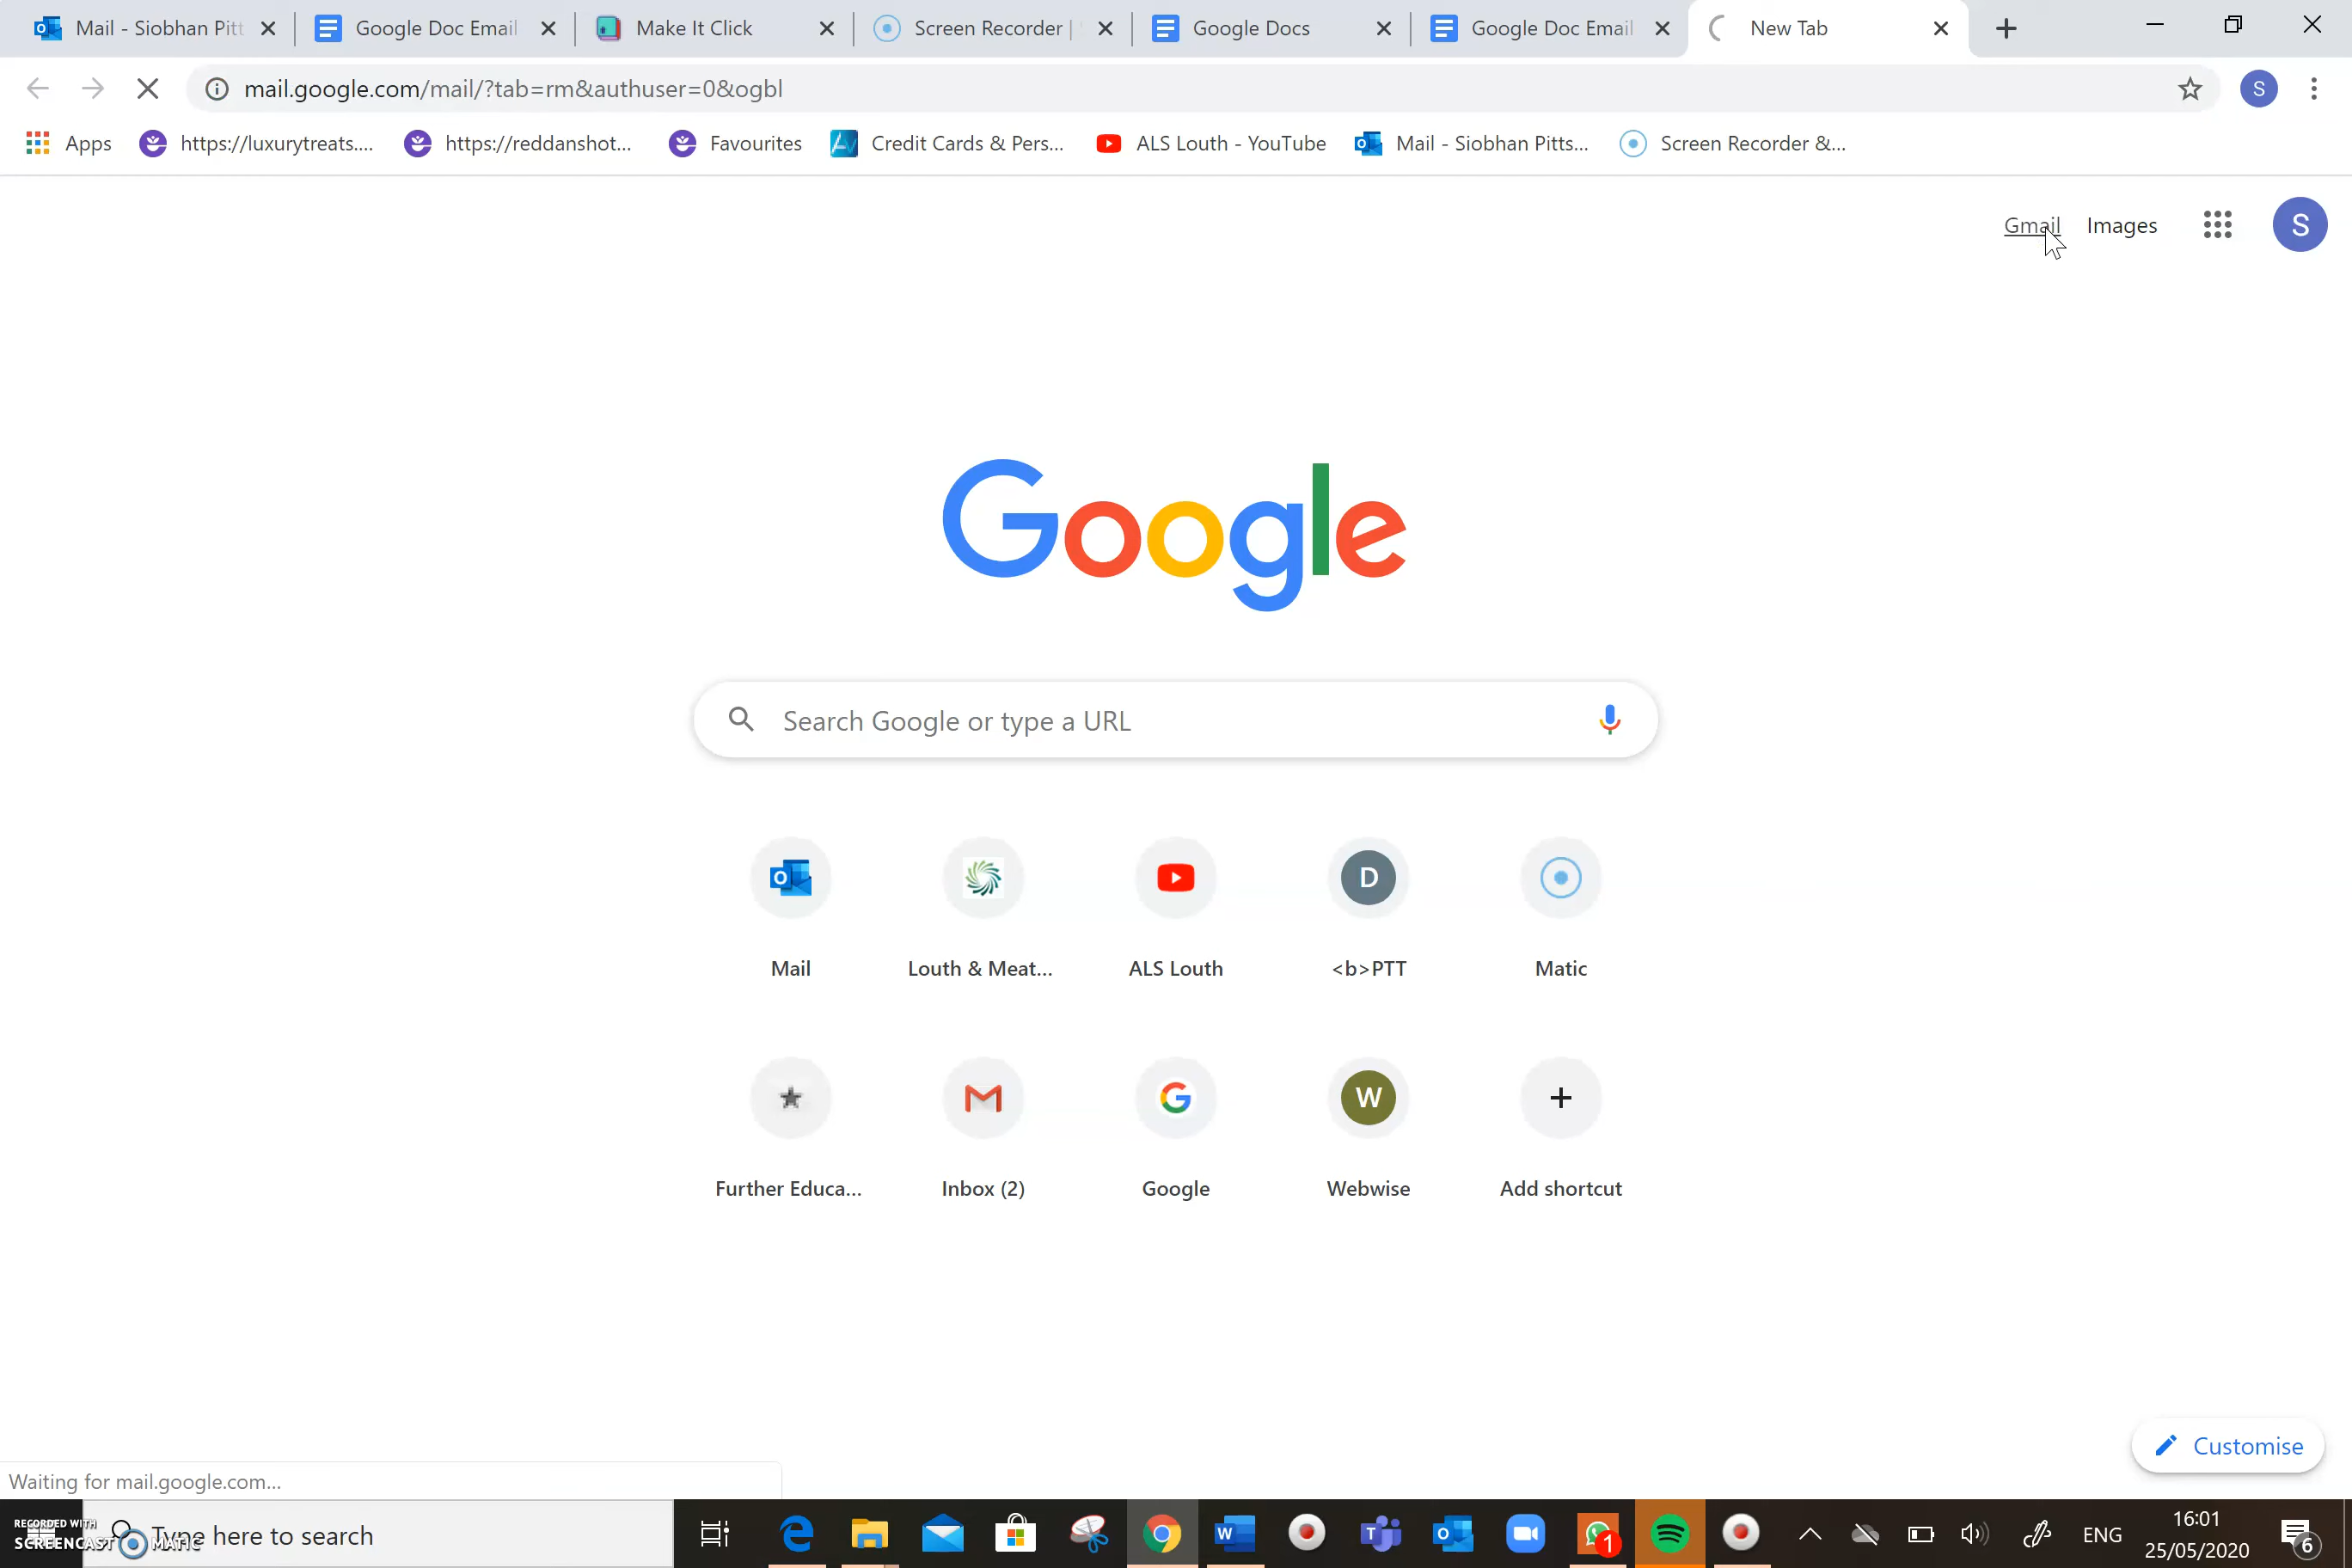 Mail - Siobhan Pitt
Google Doc Email
Make It Click
Screen Recorder |
Google Docs
Google Doc Email
New Tab
mail.google.com/mail/?tab=rm&authuser=0&ogbl
S
Apps
https://luxurytreats....
https://reddanshot...
Favourites
Credit Cards & Pers...
ALS Louth - YouTube
Mail - Siobhan Pitts...
Screen Recorder &...
Gmail
Images
S
Google
Search Google or type a URL
D
Mail
Louth & Meat...
ALS Louth
<b>PTT
Matic
W
Further Educa...
Inbox (2)
Google
Webwise
Add shortcut
Customise
Waiting for mail.google.com...
RECORDED WITH
SCREENCAST MATIC
Type here to search
1
ENG
16:01
25/05/2020
6